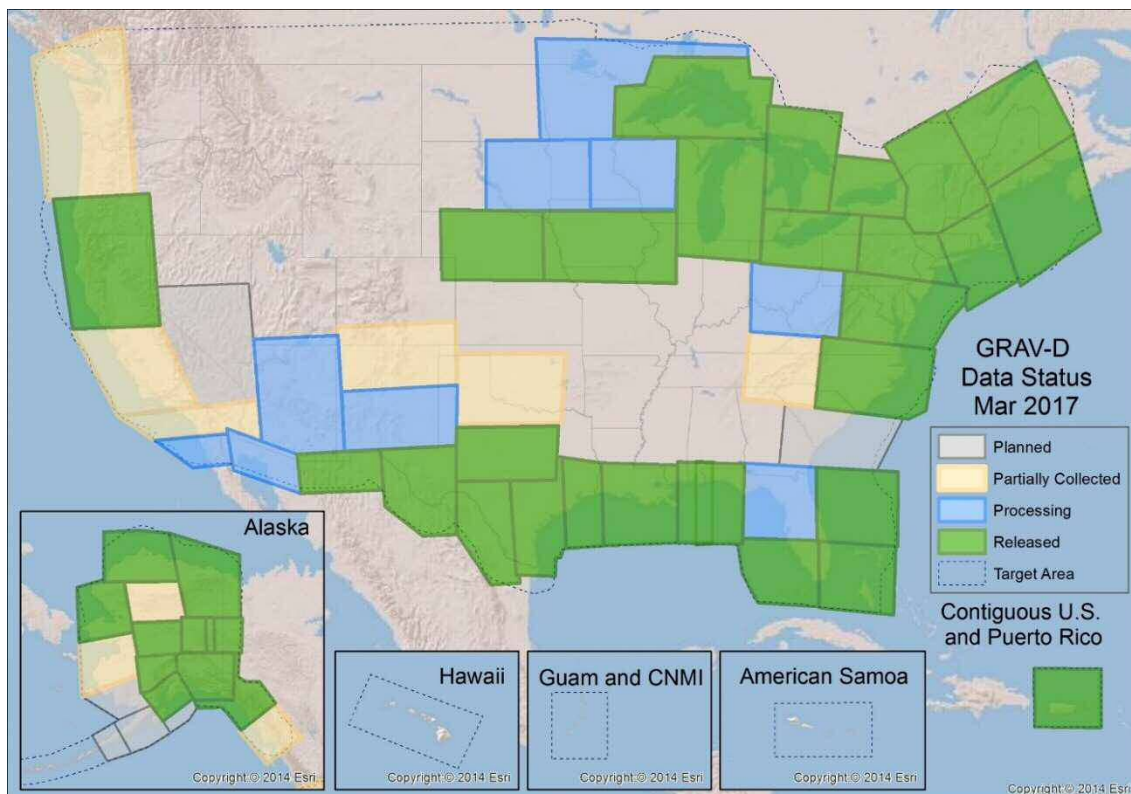 GRAV-D
Data Status
Mar 2017
Planned
Partially Collected
Processing
Released
Target Area
Contiguous U.S.
and Puerto Rico
Alaska
Copyright:© 2014 Esri
Hawaii
Copyright:© 2014 Esri
Guam and CNMI
Copyright:© 2014 Esri
American Samoa
Copyright:© 2014 Esri
Copyright:© 2014 Esri